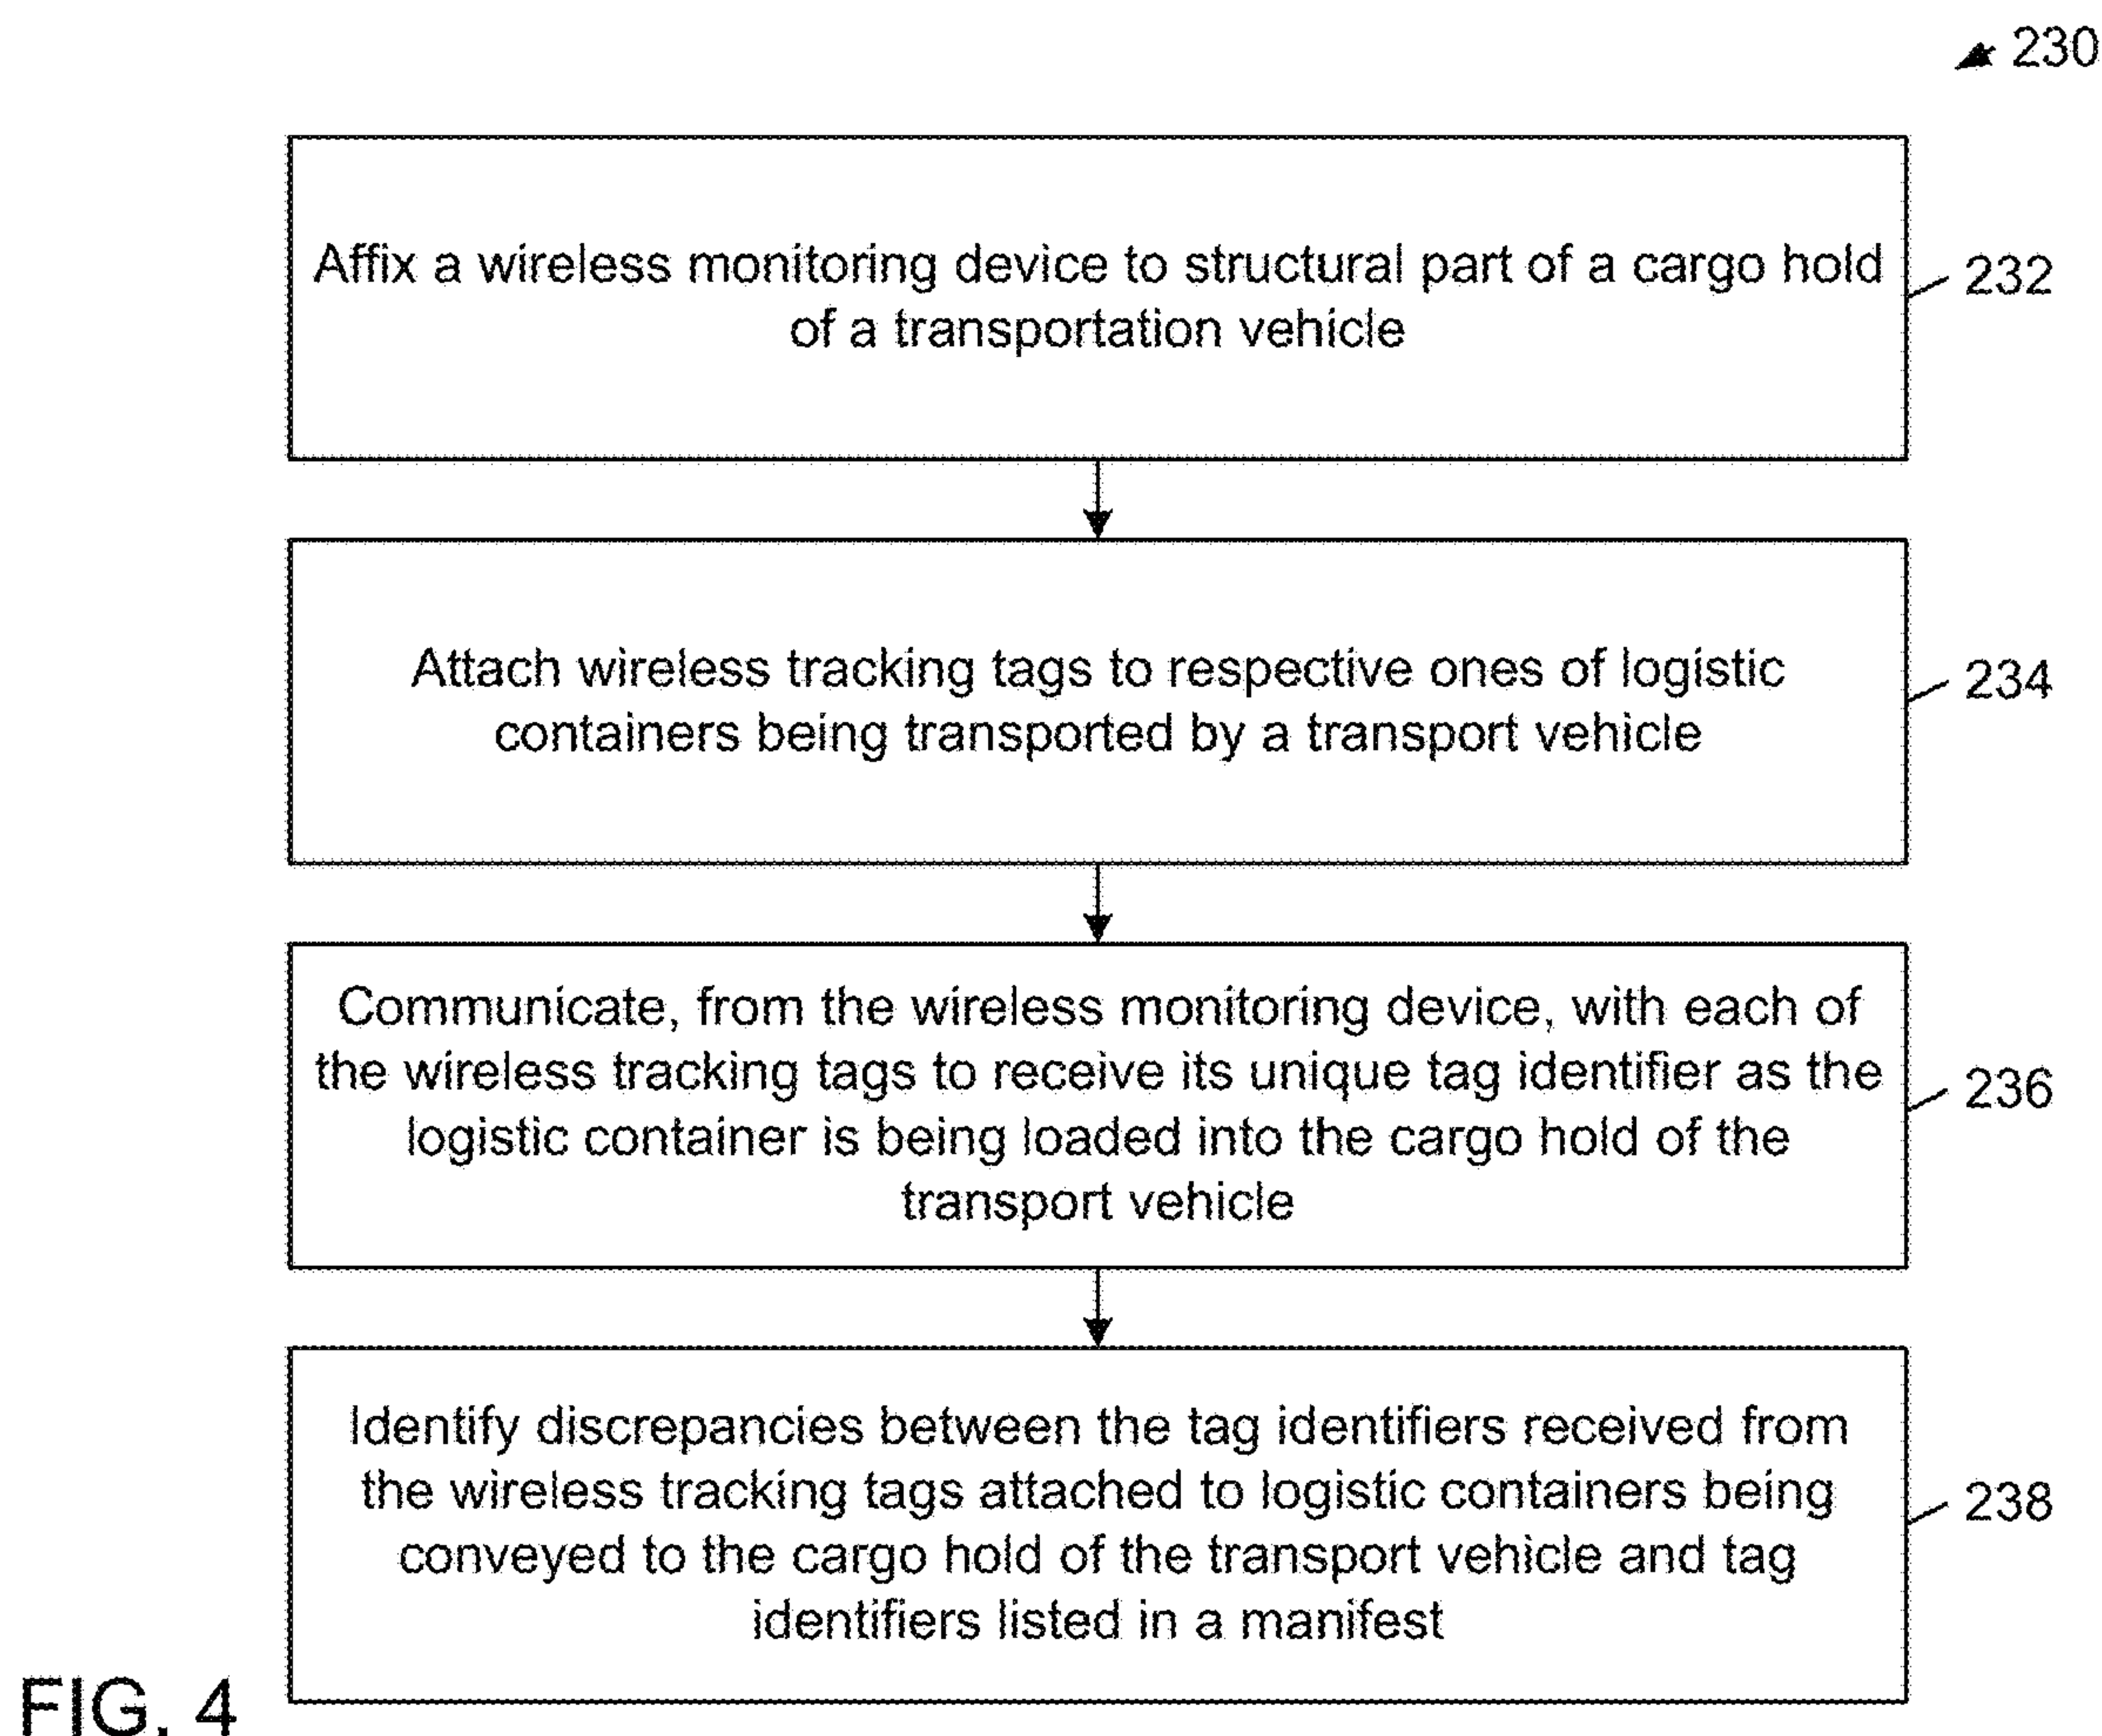 230
Affix a wireless monitoring device to structural part of a cargo hold
of a transportation vehicle
232
Attach wireless tracking tags to respective ones of logistic
containers being transported by a transport vehicle
234
Communicate, from the wireless monitoring device, with each of
the wireless tracking tags to receive its unique tag identifier as the
logistic container is being loaded into the cargo hold of the
transport vehicle
236
Identify discrepancies between the tag identifiers received from
the wireless tracking tags attached to logistic containers being
conveyed to the cargo hold of the transport vehicle and tag
identifiers listed in a manifest
238
FIG. 4